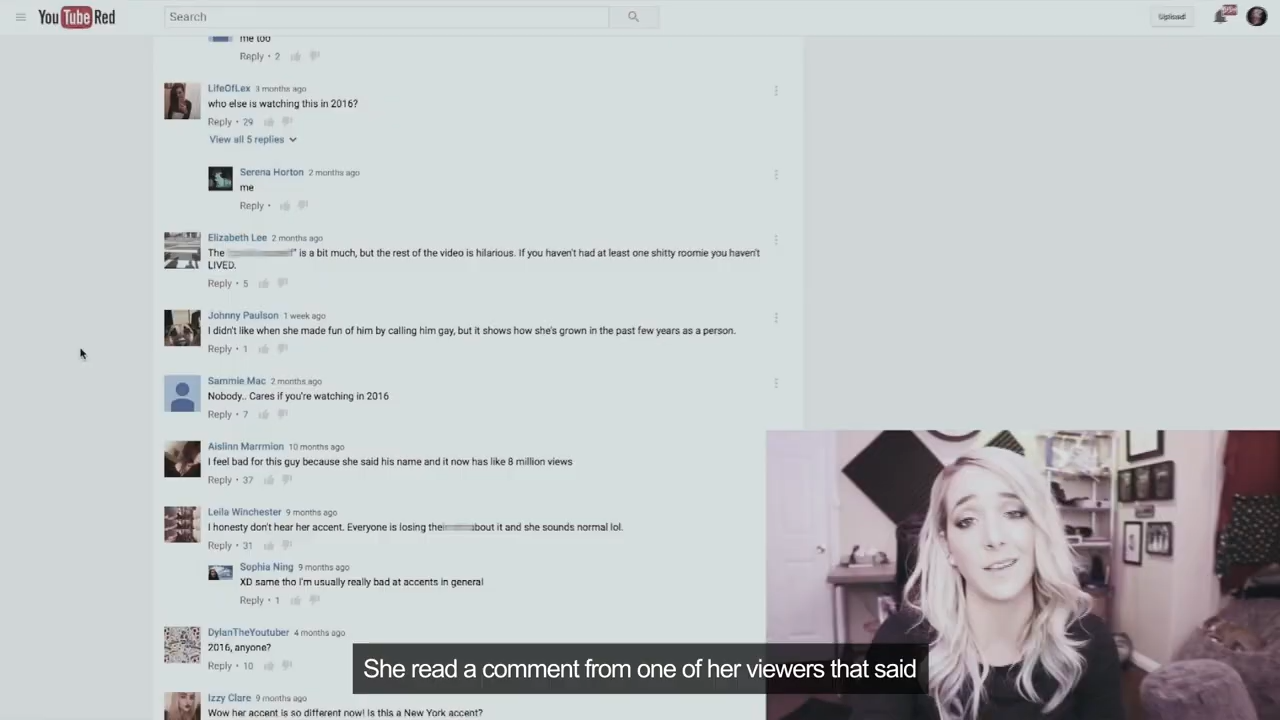 YouTube Red
Search
Upload
me too
Reply • 2
LifeOfLex 3 months ago
who else is watching this in 2016?
Reply • 29
View all 5 replies
Serena Horton 2 months ago
me
Reply •
Elizabeth Lee 2 months ago
The " is a bit much, but the rest of the video is hilarious. If you haven't had at least one shitty roomie you haven't
LIVED.
Reply • 5
Johnny Paulson 1 week ago
I didn't like when she made fun of him by calling him gay, but it shows how she's grown in the past few years as a person.
Reply • 1
Sammie Mac 2 months ago
Nobody.. Cares if you're watching in 2016
Reply • 7
Aislinn Marrmion 10 months ago
I feel bad for this guy because she said his name and it now has like 8 million views
Reply • 37
Leila Winchester 9 months ago
I honesty don't hear her accent. Everyone is losing about it and she sounds normal lol.
Reply • 31
Sophia Ning 9 months ago
XD same tho I'm usually really bad at accents in general
Reply • 1
DylanTheYoutuber 4 months ago
2016, anyone?
Reply • 10
Izzy Clare 9 months ago
Wow her accent is so different now! Is this a New York accent?
She read a comment from one of her viewers that said